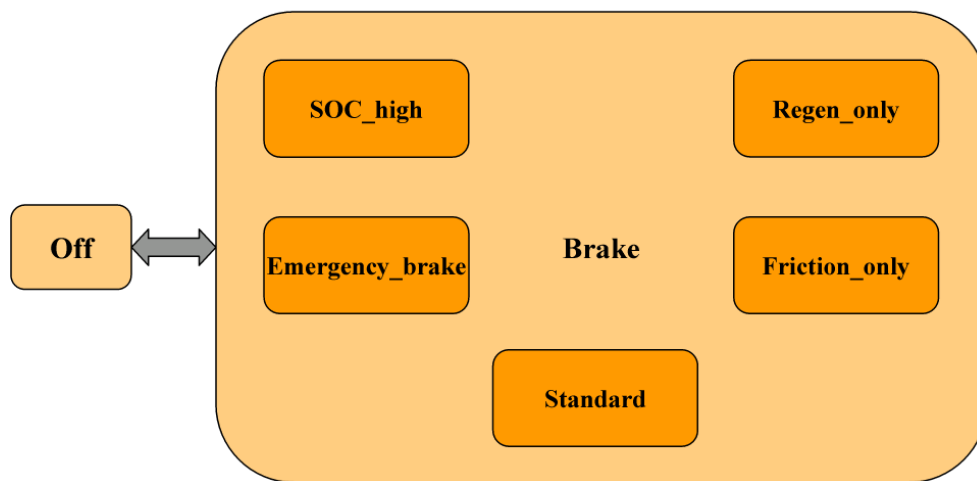 SOC_high
Regen_only
Off
Emergency_brake
Brake
Friction_only
Standard